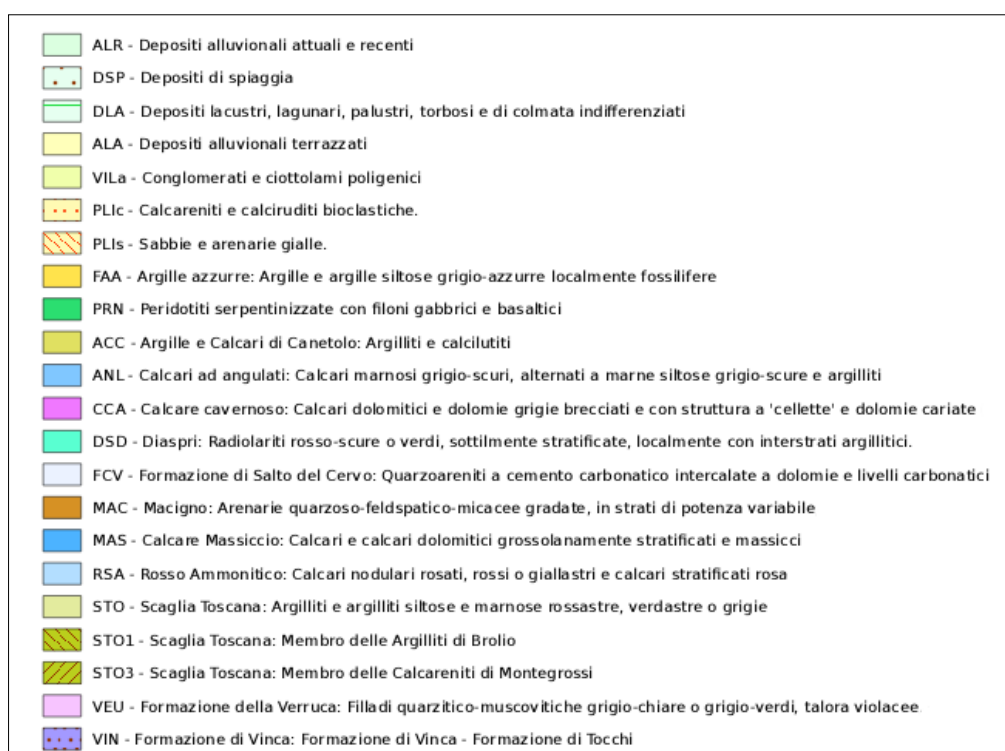 ALR - Depositi alluvionali attuali e recenti
DSP - Depositi di spiaggia
DLA - Depositi lacustri, lagunari, palustri, torbosi e di colmata indifferenziati
ALA - Depositi alluvionali terrazzati
VILa - Conglomerati e ciottolami poligenici
PLIc - Calcareniti e calciruditi bioclastiche.
PLIs - Sabbie e arenarie gialle.
FAA - Argille azzurre: Argille e argille siltose grigio-azzurre localmente fossilifere
PRN - Peridotiti serpentinizzate con filoni gabbrici e basaltici
ACC - Argille e Calcari di Canetolo: Argilliti e calcilutiti
ANL - Calcari ad angulati: Calcari marnosi grigio-scuri, alternati a marne siltose grigio-scure e argilliti
CCA - Calcare cavernoso: Calcari dolomitici e dolomie grigie brecciati e con struttura a 'cellette' e dolomie cariate
DSD - Diaspri: Radiolariti rosso-scure o verdi, sottilmente stratificate, localmente con interstrati argillitici.
FCV - Formazione di Salto del Cervo: Quarzoareniti a cemento carbonatico intercalate a dolomie e livelli carbonatici
MAC - Macigno: Arenarie quarzoso-feldspatico-micacee gradate, in strati di potenza variabile
MAS - Calcare Massiccio: Calcari e calcari dolomitici grossolanamente stratificati e massicci
RSA - Rosso Ammonitico: Calcari nodulari rosati, rossi o giallastri e calcari stratificati rosa
STO - Scaglia Toscana: Argilliti e argilliti siltose e marnose rossastre, verdastre o grigie
STO1 - Scaglia Toscana: Membro delle Argilliti di Brolio
STO3 - Scaglia Toscana: Membro delle Calcareniti di Montegrossi
VEU - Formazione della Verruca: Filladi quarzitico-muscovitiche grigio-chiare o grigio-verdi, talora violacee
VIN - Formazione di Vinca: Formazione di Vinca - Formazione di Tocchi